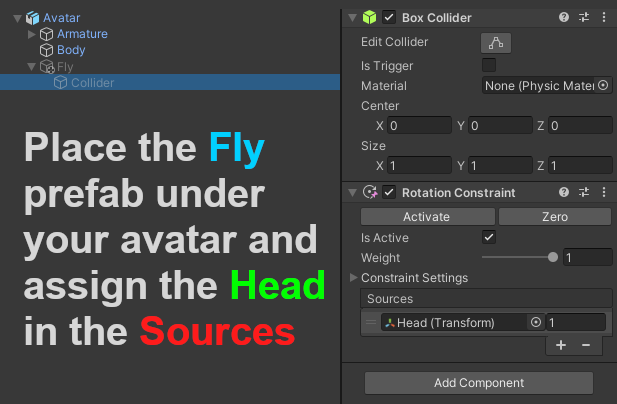 Avatar
Armature
Body
Fly
Collider
Place the Fly
prefab under
your avatar and
assign the Head
in the Sources
Box Collider
Edit Collider
Is Trigger
Material None (Physic Mater
Center
X 0 Y 0 Z 0
Size
X 1 Y 1 Z 1
Rotation Constraint
Activate Zero
Is Active
Weight 1
Constraint Settings
Sources
Head (Transform) 1
Add Component